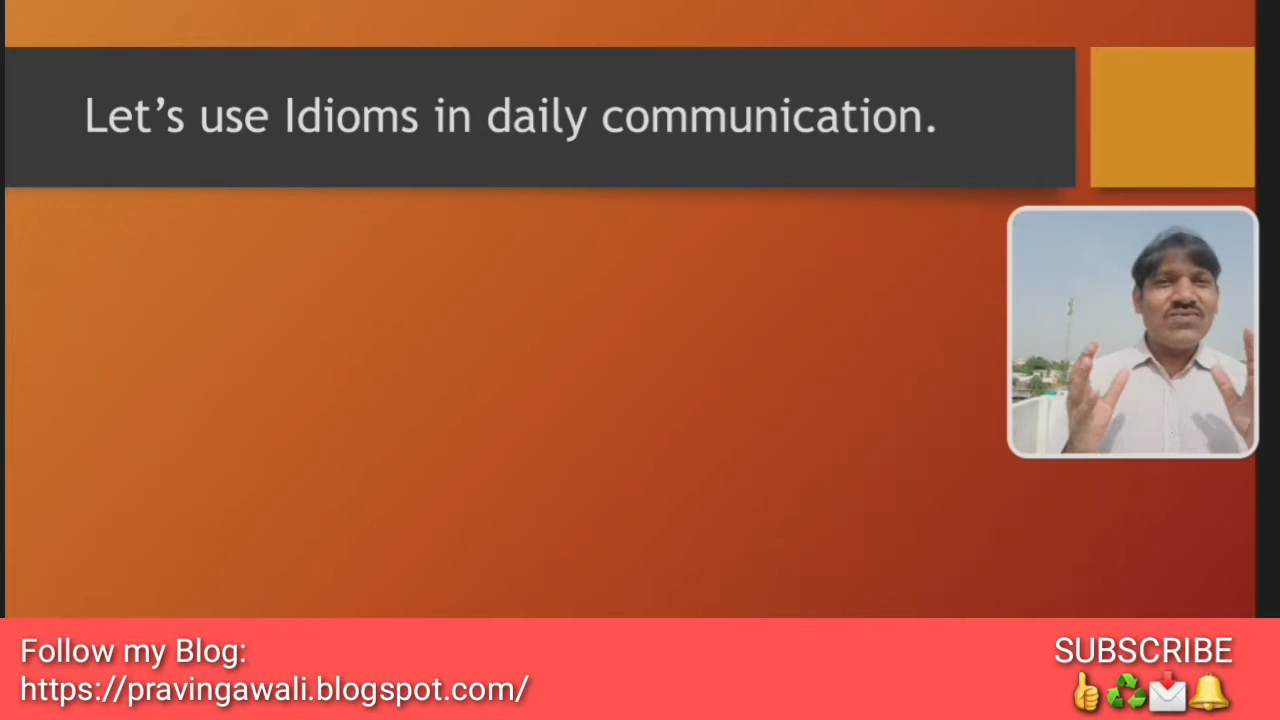 Let’s use Idioms in daily communication.
Follow my Blog:
https://pravingawali.blogspot.com/
SUBSCRIBE